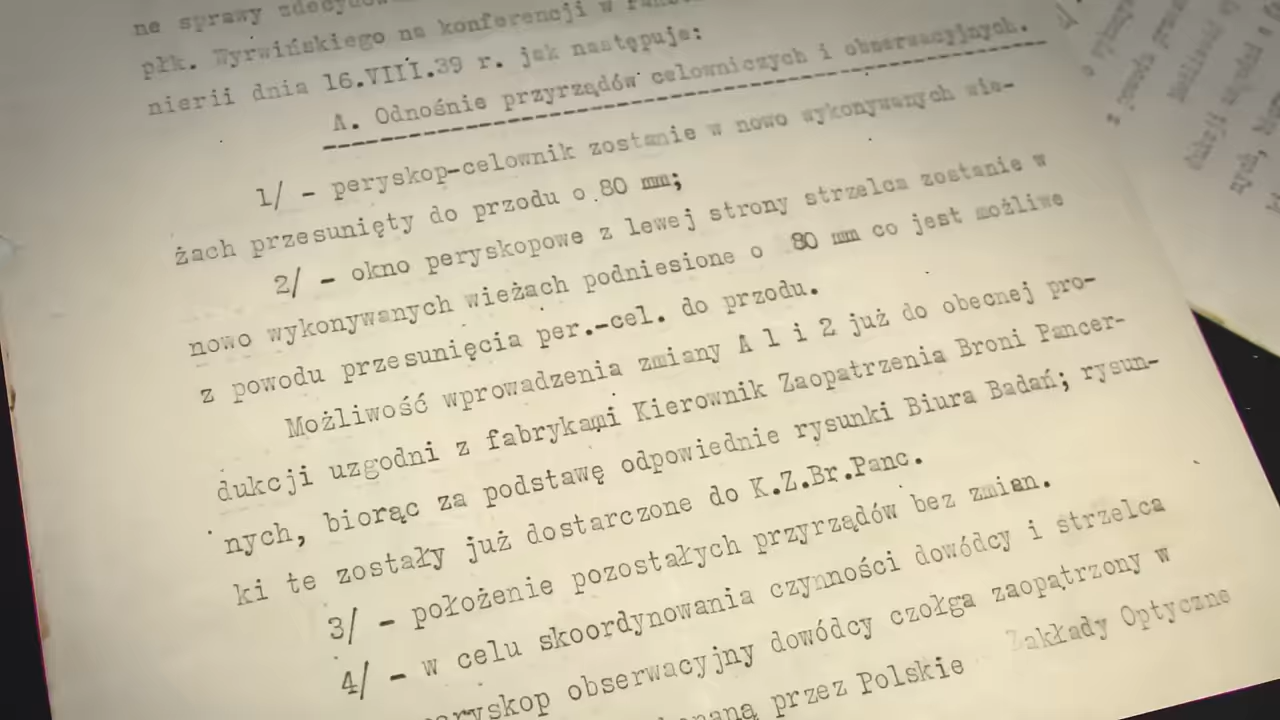 ne sprawy
płk. Wyrwińskiego na konferencji w
nierii dnia 16.VIII.39 r. jak następuje:
A. Odnośnie przyrządów celowniczych i obserwacyjnych.
1/ - peryskop-celownik zostanie w nowo wykonywanych wie-
żach przesunięty do przodu o 80 mm;
2/ - okno peryskopowe z lewej strony strzelca zostanie w
nowo wykonywanych wieżach podniesione o 80 mm co jest możliwe
z powodu przesunięcia per.-cel. do przodu.
Możliwość wprowadzenia zmiany A 1 i 2 już do obecnej pro-
dukcji uzgodni z fabrykami Kierownik Zaopatrzenia Broni Pancer-
nych, biorąc za podstawę odpowiednie rysunki Biura Badań; rysun-
ki te zostały już dostarczone do K.Z.Br.Panc.
3/ - położenie pozostałych przyrządów bez zmian.
4/ - w celu skoordynowania czynności dowódcy i strzelca
peryskop obserwacyjny dowódcy czołga zaopątrzony w
przez Polskie Zakłady Optyczne